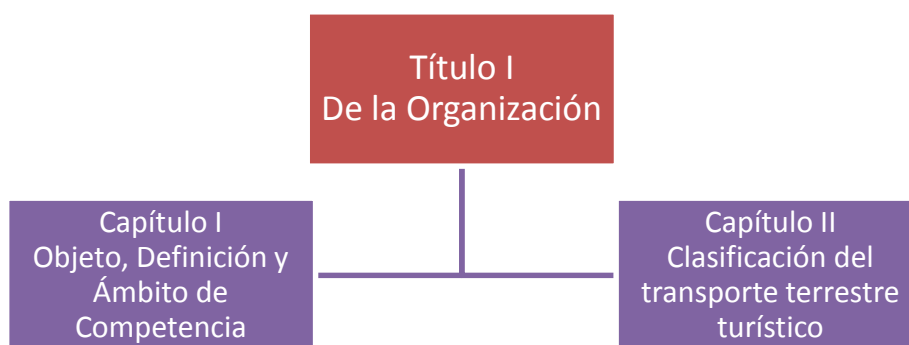 Título I
De la Organización
Capítulo I
Objeto, Definición y
Ámbito de
Competencia
Capítulo II
Clasificación del
transporte terrestre
turístico